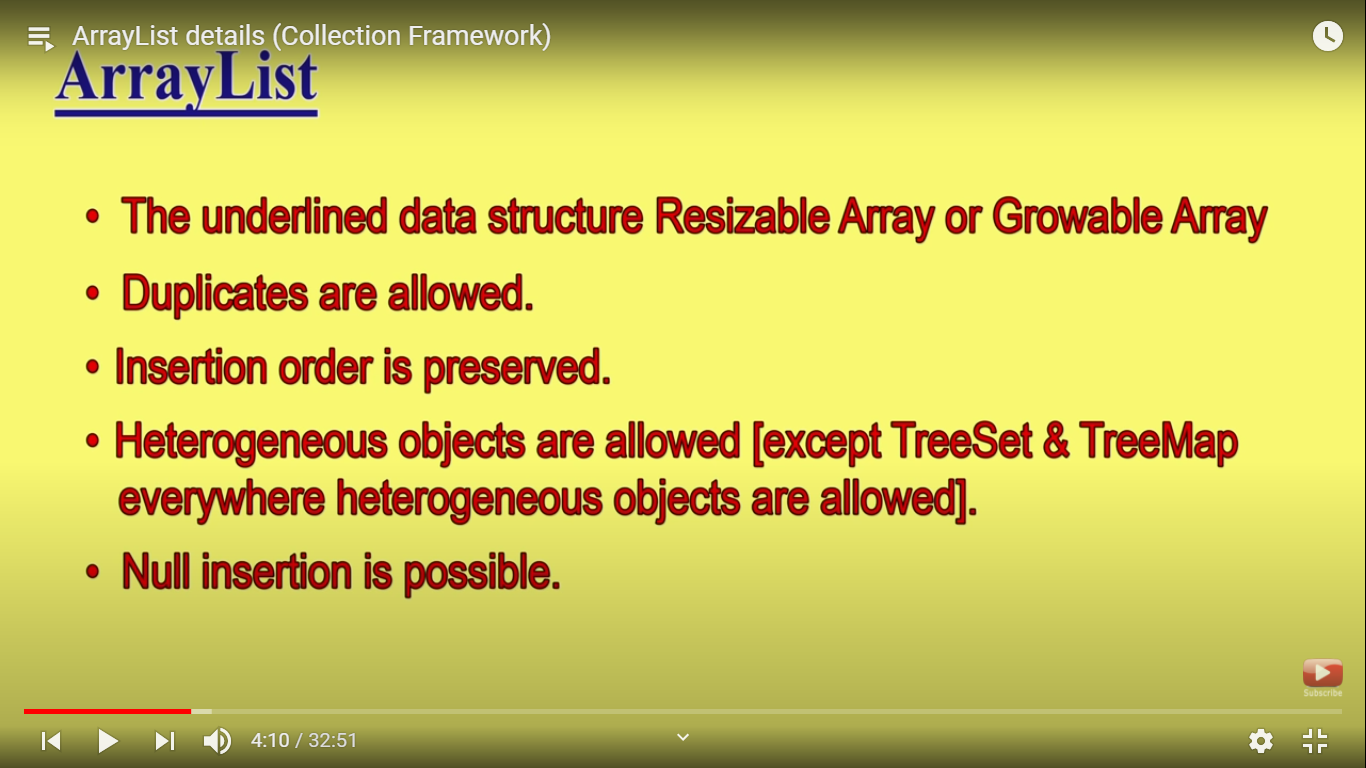 ArrayList details (Collection Framework)
ArrayList
• The underlined data structure Resizable Array or Growable Array
• Duplicates are allowed.
• Insertion order is preserved.
• Heterogeneous objects are allowed [except TreeSet & TreeMap
everywhere heterogeneous objects are allowed].
• Null insertion is possible.
Subscribe
4:10 / 32:51